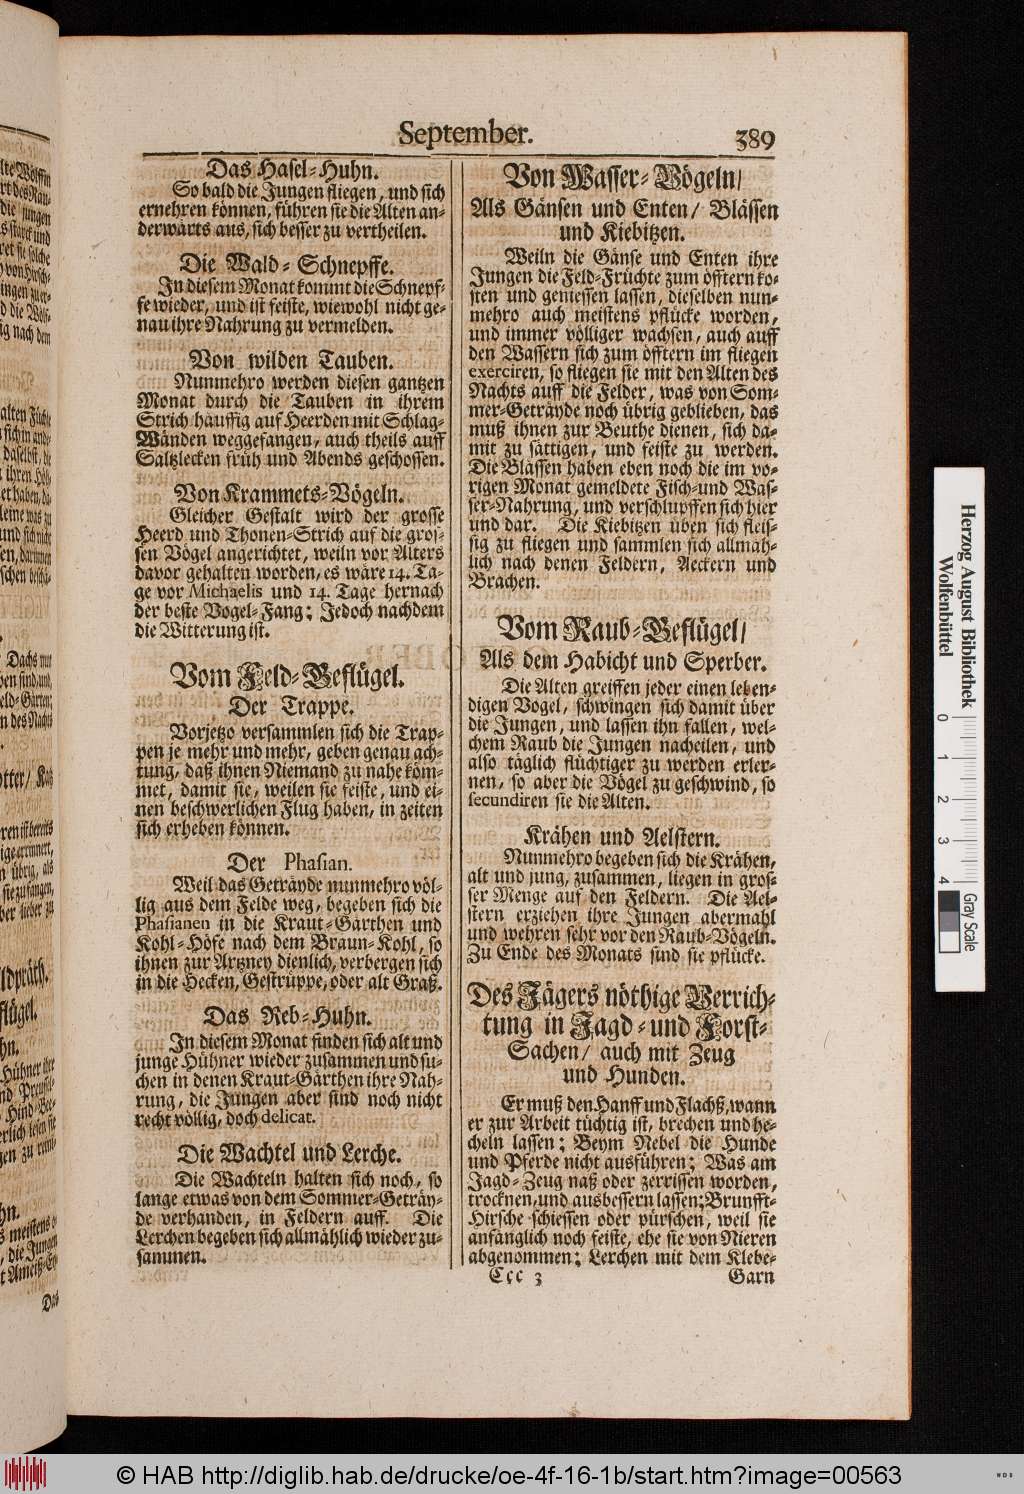 September.
389
Das Hasel-Huhn.
So bald die Jungen fliegen, und sich
ernehren können, führen sie die Alten an-
derwärts aus, sich besser zu vertheilen.
Die Wald-Schnepffe.
In diesem Monat kommt die Schnepf-
fe wieder, und ist feiste, wiewohl nicht ge-
nau ihre Nahrung zu vermelden.
Von wilden Tauben.
Nunmehro werden diesen gantzen
Monat durch die Tauben in ihrem
Strich häuffig auf Heerden mit Schlag-
Wänden weggefangen, auch theils auff
Saltzlecken früh und Abends geschossen.
Von Krammets-Vögeln.
Gleicher Gestalt wird der grosse
Heerd und Thonen-Strich auf die gros-
sen Vögel angerichtet, weiln vor Alters
davor gehalten worden, es wäre 14. Ta-
ge vor Michaelis und 14. Tage hernach
der beste Vogel-Fang; Jedoch nachdem
die Witterung ist.
Vom Feld-Geflügel.
Der Trappe.
Vorjetzo versammlen sich die Trap-
pen je mehr und mehr, geben genau ach-
tung, daß ihnen Niemand zu nahe köm-
met, damit sie, weilen sie feiste, und ei-
nen beschwerlichen Flug haben, in zeiten
sich erheben können.
Der Phasian.
Weil das Geträyde nunmehro völ-
lig aus dem Felde weg, begeben sich die
Phasianen in die Kraut-Gärthen und
Kohl-Höfe nach dem Braun-Kohl, so
ihnen zur Artzney dienlich, verbergen sich
in die Hecken, Gestrüppe, oder alt Graß.
Das Reb-Huhn.
In diesem Monat finden sich alt und
junge Hühner wieder zusammen und su-
chen in denen Kraut-Gärthen ihre Nah-
rung, die Jungen aber sind noch nicht
recht völlig, doch delicat.
Die Wachtel und Lerche.
Die Wachteln halten sich noch, so
lange etwas von dem Sommer-Geträy-
de verhanden, in Feldern auff. Die
Lerchen begeben sich allmählich wieder zu-
sammen.
Von Wasser-Vögeln/
Als Gänsen und Enten/ Blässen
und Kiebitzen.
Weiln die Gänse und Enten ihre
Jungen die Feld-Früchte zum öfftern ko-
sten und geniessen lassen, dieselben nun-
mehro auch meistens pflücke worden,
und immer völliger wachsen, auch auff
den Wassern sich zum öfftern im fliegen
exerciren, so fliegen sie mit den Alten des
Nachts auff die Felder, was von Som-
mer-Geträyde noch übrig geblieben, das
muß ihnen zur Beuthe dienen, sich da-
mit zu sättigen, und feiste zu werden.
Die Blässen haben eben noch die im vo-
rigen Monat gemeldete Fisch-und Was-
ser-Nahrung, und verschlupffen sich hier
und dar. Die Kiebitzen üben sich fleis-
sig zu fliegen und sammlen sich allmäh-
lich nach denen Feldern, Aeckern und
Brachen.
Vom Raub-Geflügel/
Als dem Habicht und Sperber.
Die Alten greiffen jeder einen leben-
digen Vogel, schwingen sich damit über
die Jungen, und lassen ihn fallen, wel-
chem Raub die Jungen nacheilen, und
also täglich flüchtiger zu werden erler-
nen, so aber die Vögel zu geschwind, so
secundiren sie die Alten.
Krähen und Aelstern.
Nunmehro begeben sich die Krähen,
alt und jung, zusammen, liegen in gros-
ser Menge auf den Feldern. Die Ael-
stern erziehen ihre Jungen abermahl
und wehren sehr vor den Raub-Vögeln.
Zu Ende des Monats sind sie pflücke.
Des Jägers nöthige Verrich-
tung in Jagd-und Forst-
Sachen/ auch mit Zeug
und Hunden.
Er muß den Hanff und Flachß, wann
er zur Arbeit tüchtig ist, brechen und he-
cheln lassen; Beym Nebel die Hunde
und Pferde nicht ausführen; Was am
Jagd-Zeug naß oder zerrissen worden,
trocknen, und ausbessern lassen; Brunfft-
Hirsche schiessen oder pürschen, weil sie
anfänglich noch feiste, ehe sie von Nieren
abgenommen; Lerchen mit dem Klebe-
Ccc 3
Garn
Herzog August Bibliothek
Wolfenbüttel
0 1 2 3 4
Gray Scale
© HAB http://diglib.hab.de/drucke/oe-4f-16-1b/start.htm?image=00563